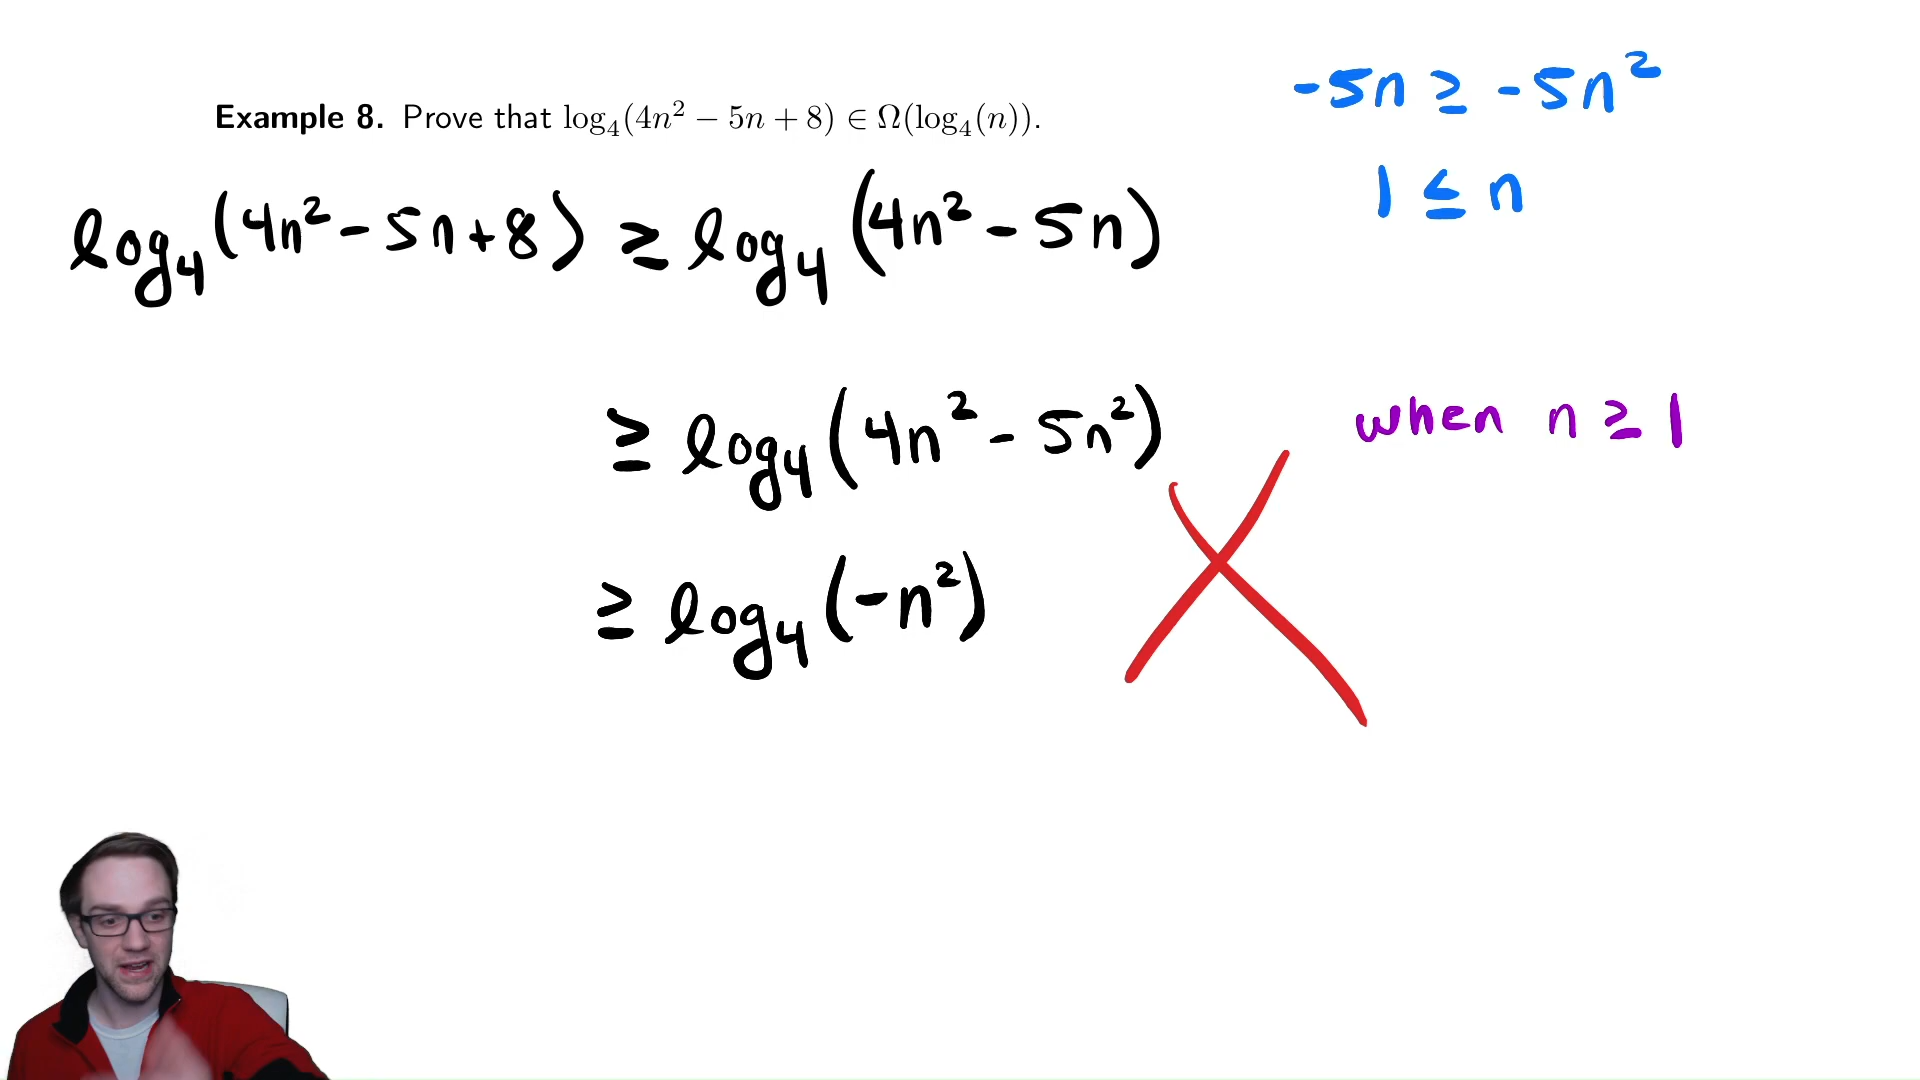 Example 8. Prove that log₄(4n² − 5n + 8) ∈ Ω(log₄(n)).
-5n ≥ -5n²
1 ≤ n
log₄(4n² - 5n + 8) ≥ log₄(4n² - 5n)
≥ log₄(4n² - 5n²) when n ≥ 1
≥ log₄(-n²)